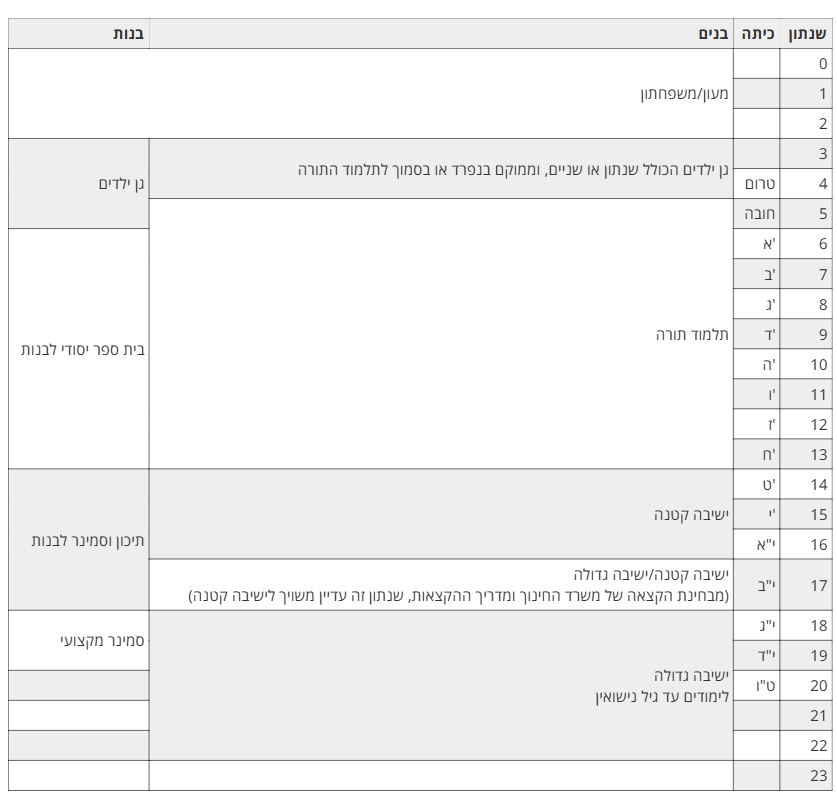 שנתון כיתה בנים בנות
0
1 מעון/משפחתון
2
3
גן ילדים הכולל שנתון או שניים, וממוקם בנפרד או בסמוך לתלמוד התורה
4 טרום גן ילדים
5 חובה
6 א'
7 ב'
8 ג'
9 ד' תלמוד תורה בית ספר יסודי לבנות
10 ה'
11 ו'
12 ז'
13 ח'
14 ט'
15 י' ישיבה קטנה
16 י"א תיכון וסמינר לבנות
17 י"ב ישיבה קטנה/ישיבה גדולה
(מבחינת הקצאה של משרד החינוך ומדריך ההקצאות, שנתון זה עדיין משויך לישיבה קטנה)
18 י"ג סמינר מקצועי
19 י"ד
20 ט"ו ישיבה גדולה
לימודים עד גיל נישואין
21
22
23